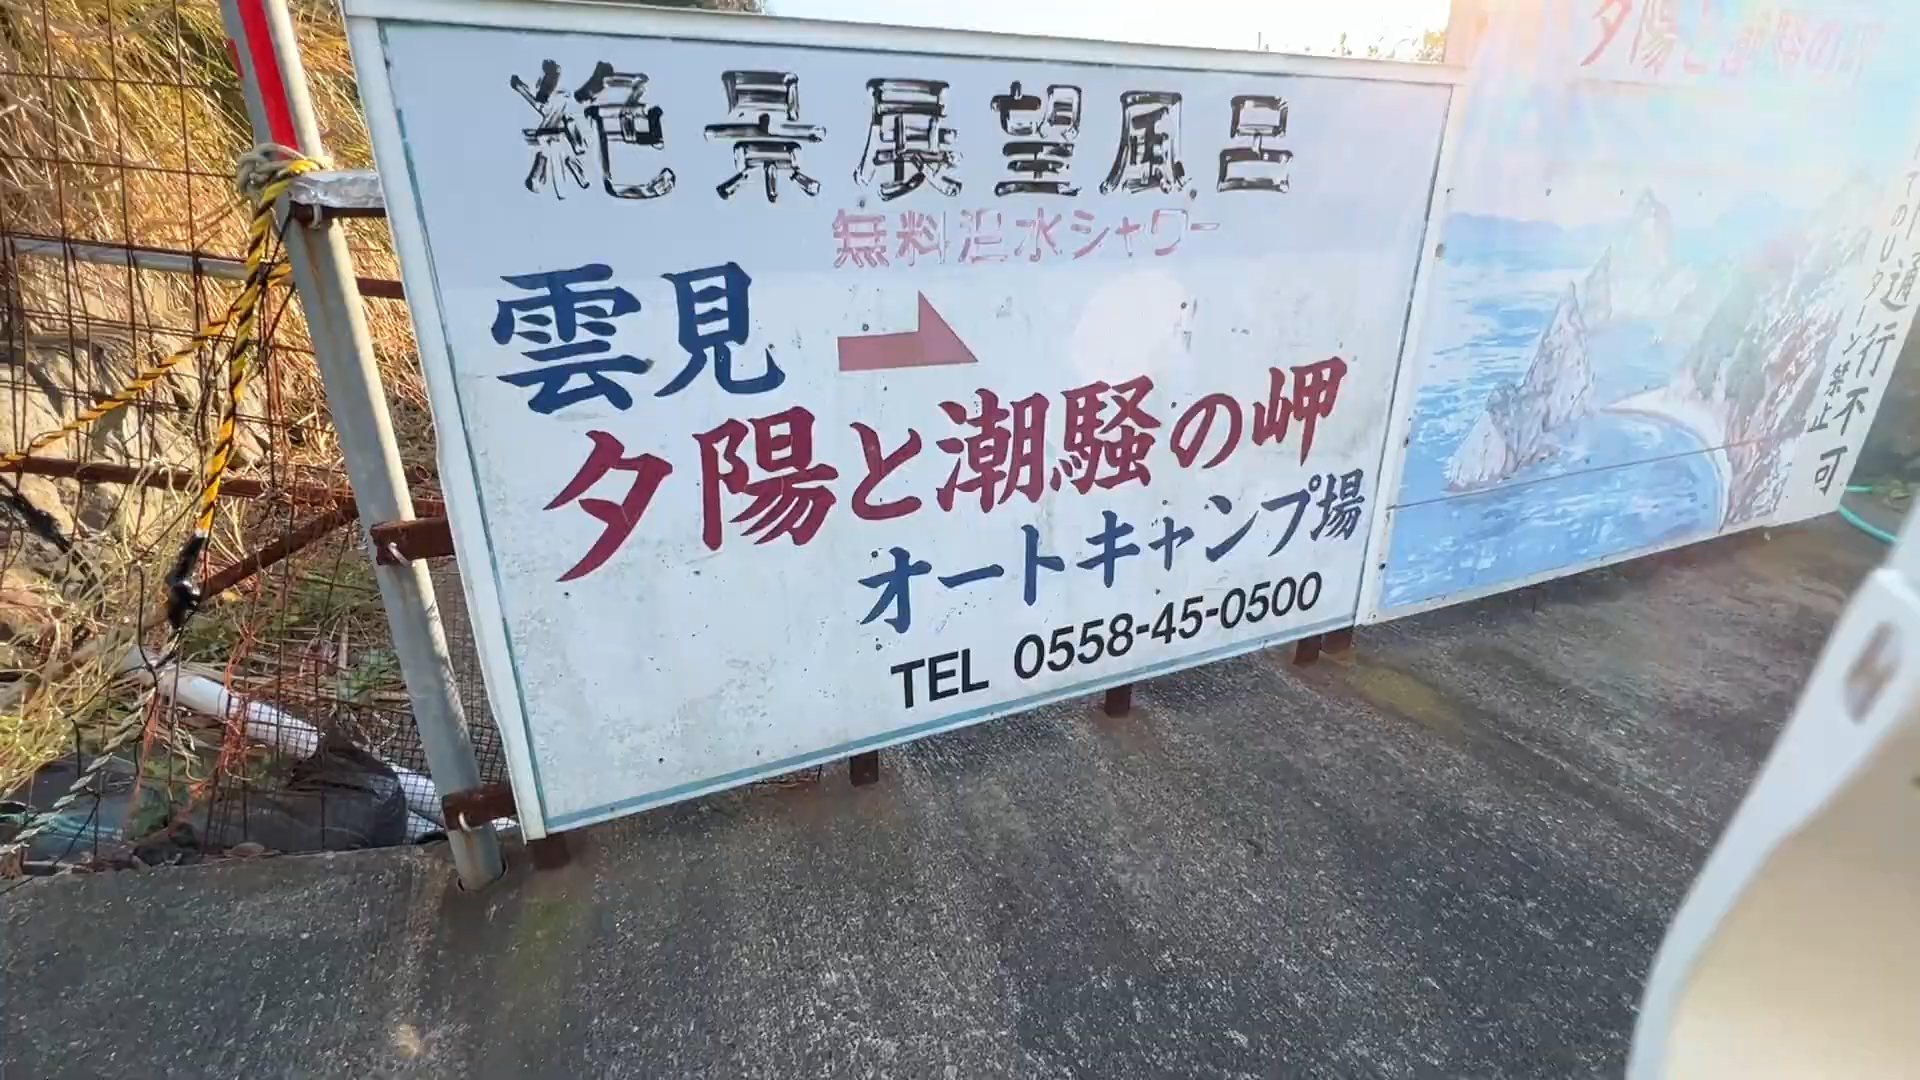 絶景展望風呂
無料温水シャワー
雲見
夕陽と潮騒の岬
オートキャンプ場
TEL 0558-45-0500
夕陽と潮騒の岬
通行不可
のUターン禁止